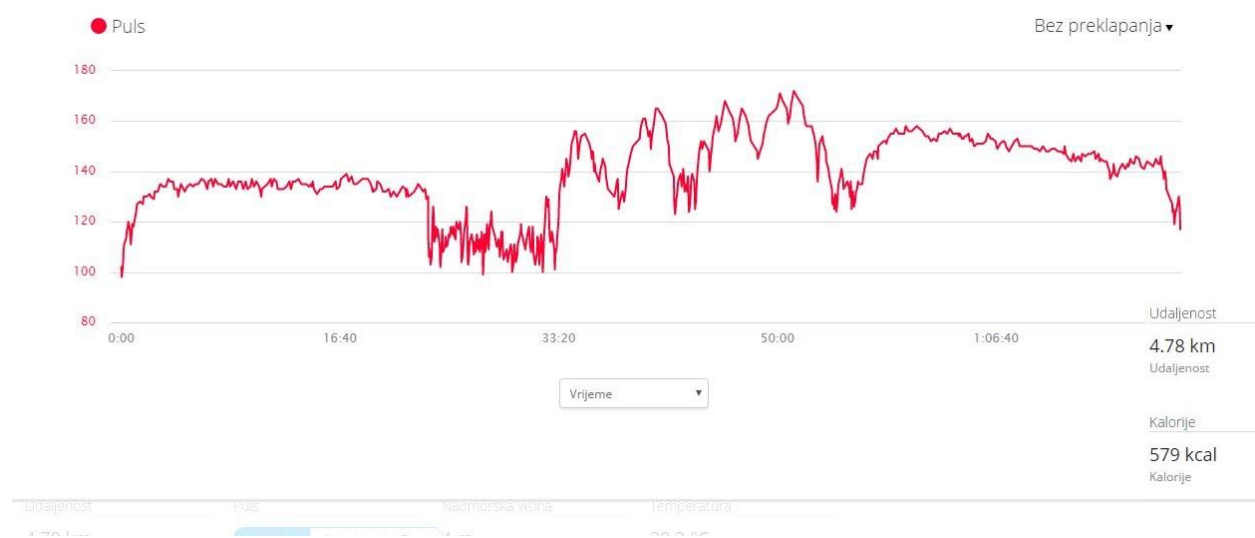 Puls
Bez preklapanja
180
160
140
120
100
80
0:00 16:40 33:20 50:00 1:06:40
Vrijeme
Udaljenost
4.78 km
Udaljenost
Kalorije
579 kcal
Kalorije
Udaljenost Puls Nadmorska visina Temperatura